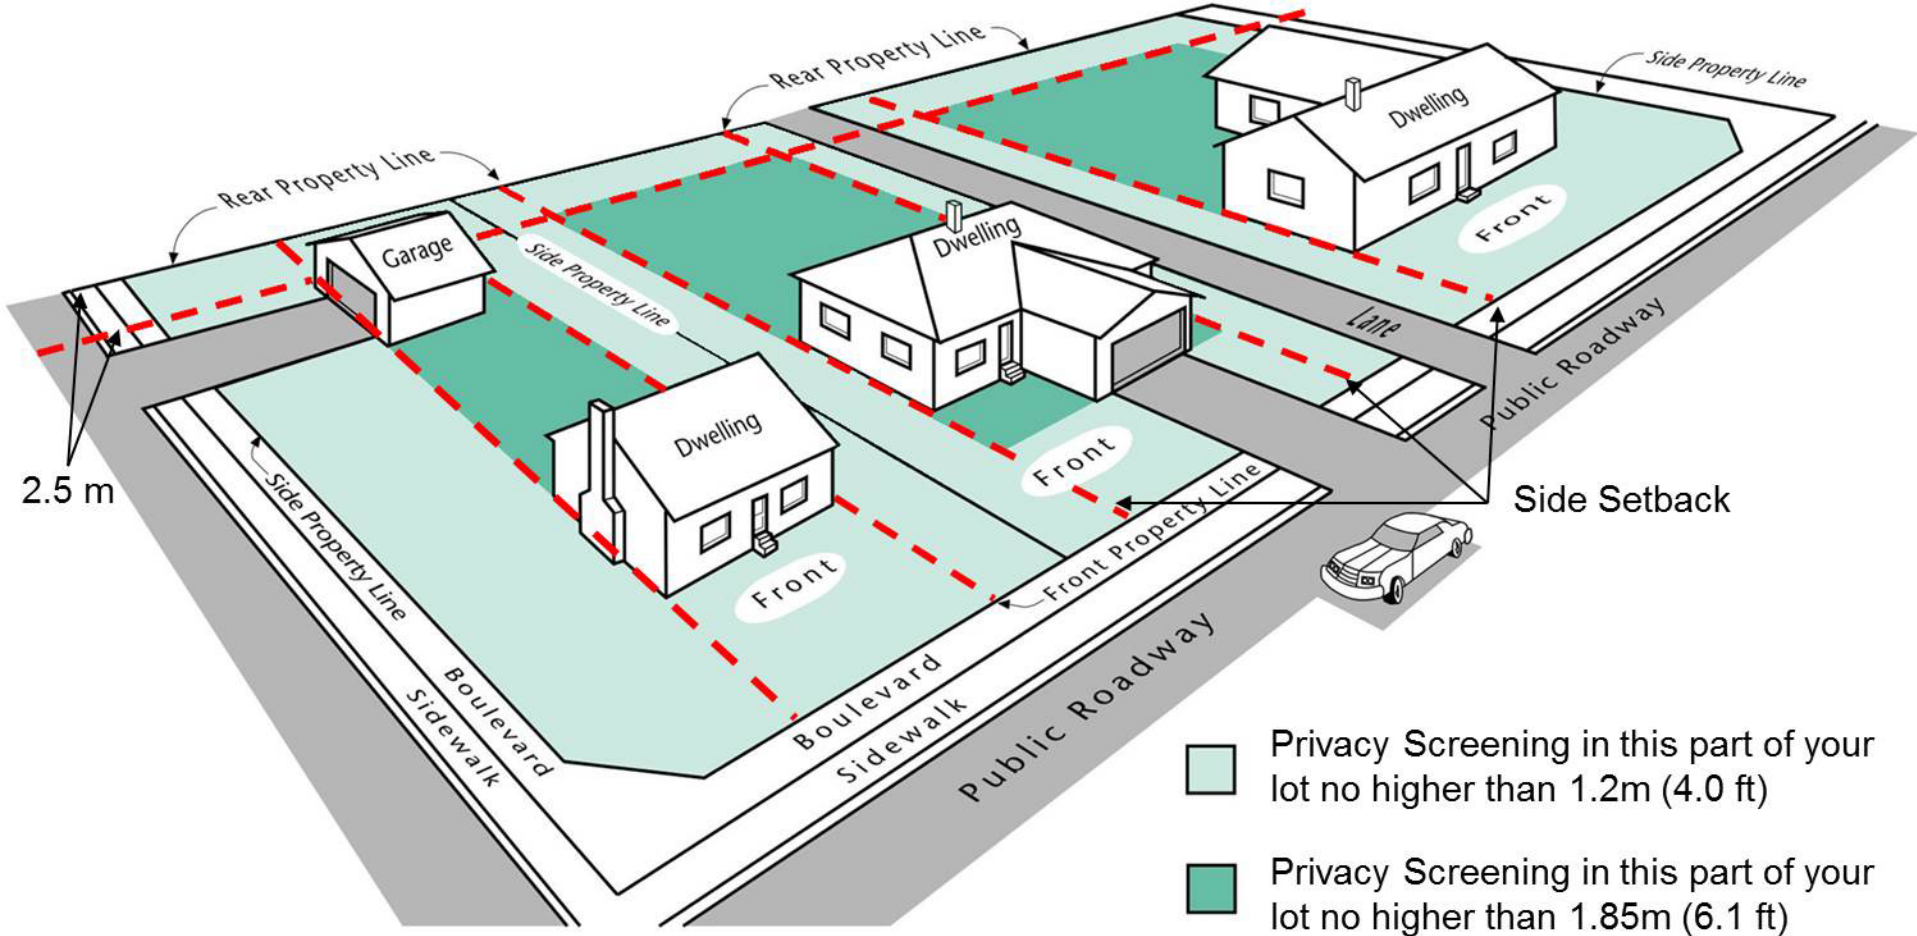 Rear Property Line
Rear Property Line
Side Property Line
Dwelling
Garage
Dwelling
Side Property Line
Front
Lane
Public Roadway
2.5 m
Dwelling
Front
Side Setback
Side Property Line
Front Property Line
Front
Boulevard
Sidewalk
Boulevard
Sidewalk
Public Roadway
Privacy Screening in this part of your
lot no higher than 1.2m (4.0 ft)
Privacy Screening in this part of your
lot no higher than 1.85m (6.1 ft)